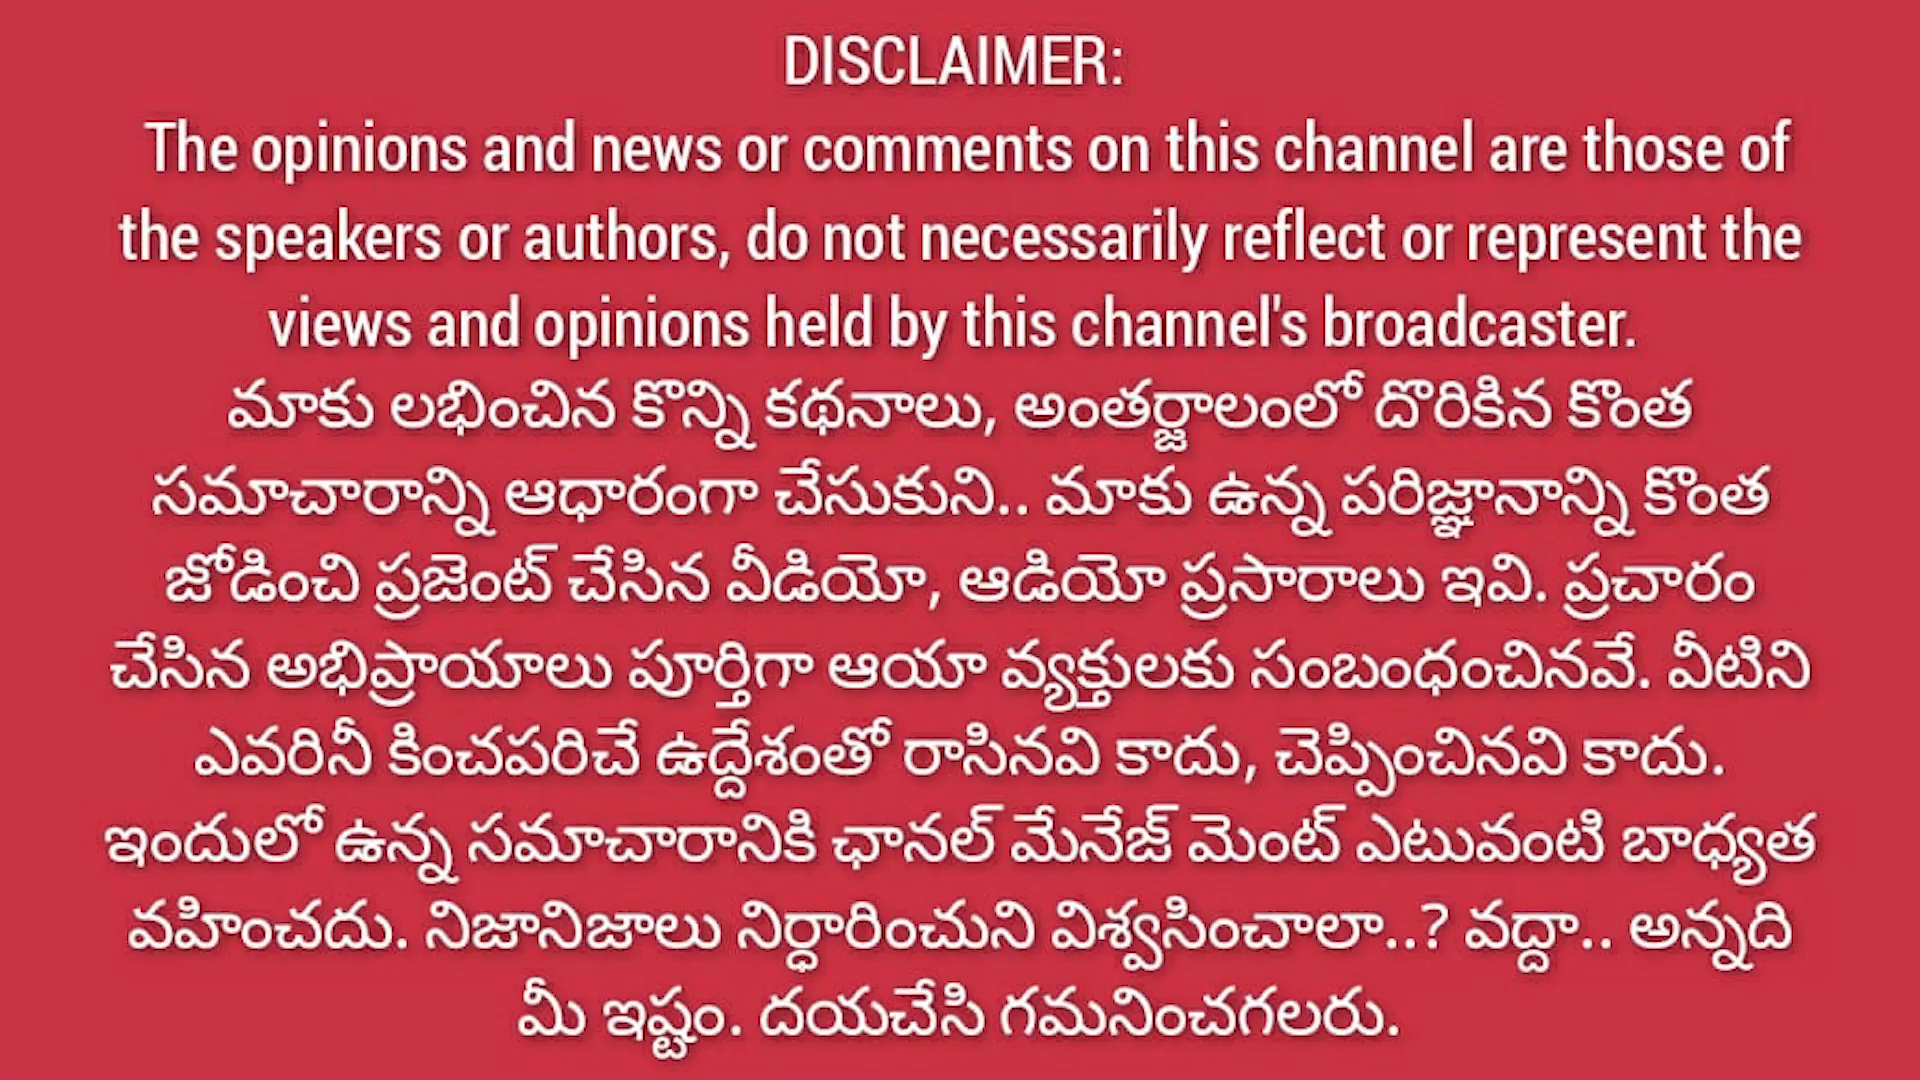 DISCLAIMER:
The opinions and news or comments on this channel are those of
the speakers or authors, do not necessarily reflect or represent the
views and opinions held by this channel's broadcaster.
మాకు లభించిన కొన్ని కథనాలు, అంతర్జాలంలో దొరికిన కొంత
సమాచారాన్ని ఆధారంగా చేసుకుని.. మాకు ఉన్న పరిజ్ఞానాన్ని కొంత
జోడించి ప్రజెంట్ చేసిన వీడియో, ఆడియో ప్రసారాలు ఇవి. ప్రచారం
చేసిన అభిప్రాయాలు పూర్తిగా ఆయా వ్యక్తులకు సంబంధించినవే. వీటిని
ఎవరినీ కించపరిచే ఉద్దేశంతో రాసినవి కాదు, చెప్పించినవి కాదు.
ఇందులో ఉన్న సమాచారానికి ఛానల్ మేనేజ్ మెంట్ ఎటువంటి బాధ్యత
వహించదు. నిజానిజాలు నిర్ధారించుని విశ్వసించాలా..? వద్దా.. అన్నది
మీ ఇష్టం. దయచేసి గమనించగలరు.